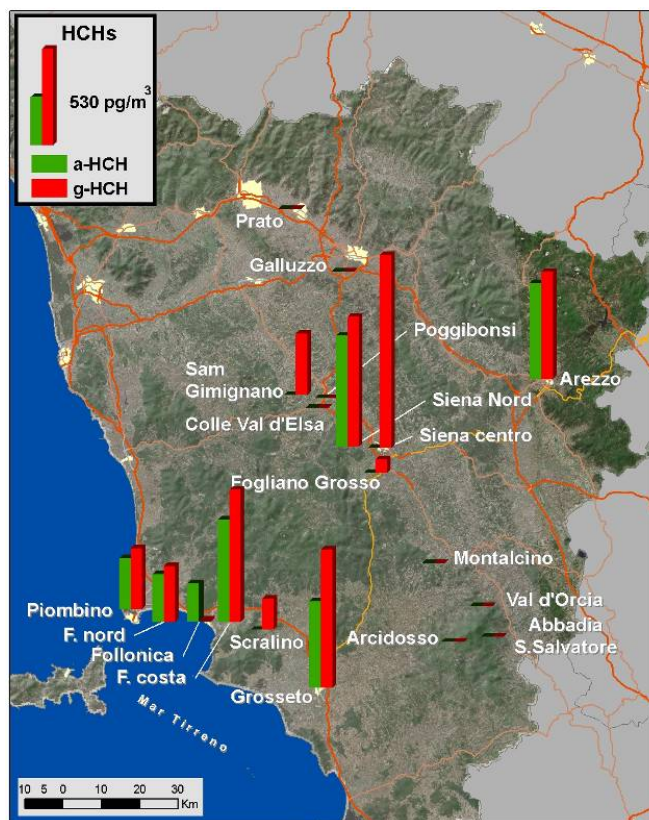 HCHs
530 pg/m³
a-HCH
g-HCH
Prato
Galluzzo
Poggibonsi
Arezzo
Sam
Gimignano
Siena Nord
Colle Val d'Elsa
Siena centro
Fogliano Grosso
Montalcino
Val d'Orcia
Piombino
Abbadia
S.Salvatore
F. nord
Follonica
F. costa
Scralino
Arcidosso
Grosseto
Mar Tirreno
10 5 0 10 20 30
Km